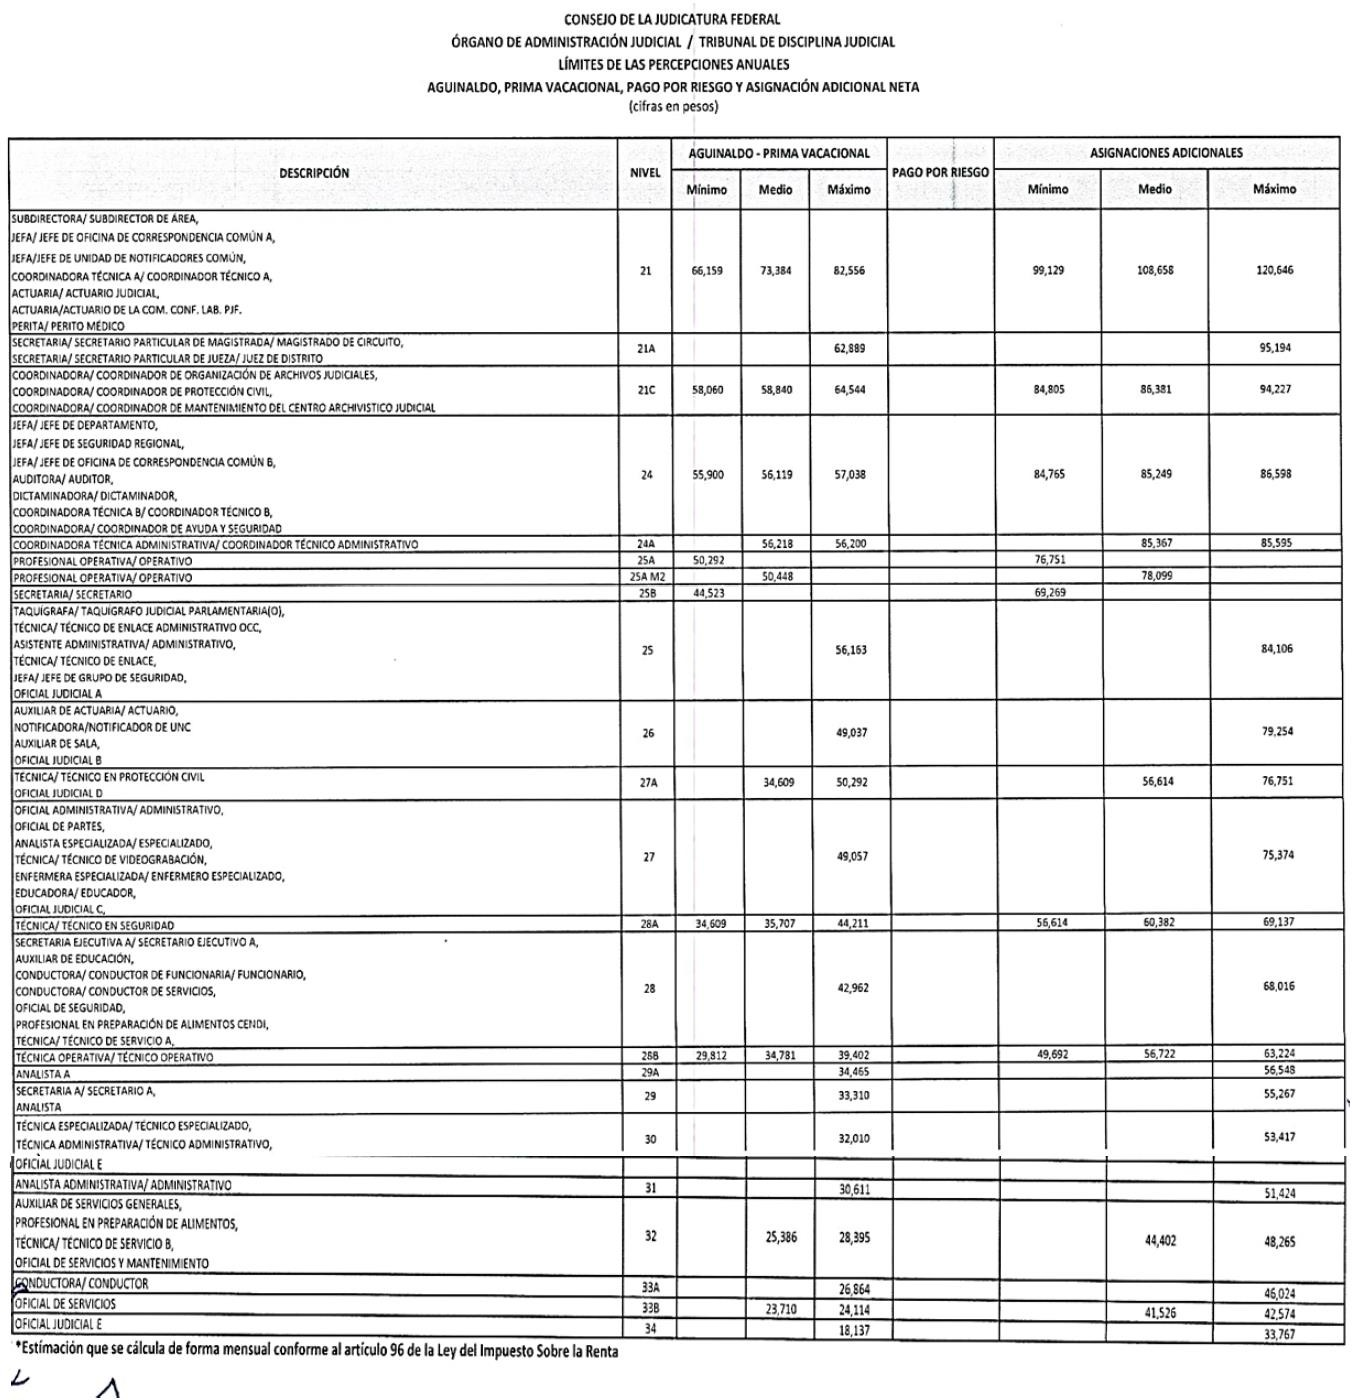 CONSEJO DE LA JUDICATURA FEDERAL
ÓRGANO DE ADMINISTRACIÓN JUDICIAL / TRIBUNAL DE DISCIPLINA JUDICIAL
LÍMITES DE LAS PERCEPCIONES ANUALES
AGUINALDO, PRIMA VACACIONAL, PAGO POR RIESGO Y ASIGNACIÓN ADICIONAL NETA
(cifras en pesos)
DESCRIPCIÓN NIVEL AGUINALDO - PRIMA VACACIONAL PAGO POR RIESGO ASIGNACIONES ADICIONALES
Mínimo Medio Máximo Mínimo Medio Máximo
SUBDIRECTORA/ SUBDIRECTOR DE ÁREA,
JEFA/ JEFE DE OFICINA DE CORRESPONDENCIA COMÚN A,
JEFA/JEFE DE UNIDAD DE NOTIFICADORES COMÚN,
COORDINADORA TÉCNICA A/ COORDINADOR TÉCNICO A,
ACTUARIA/ ACTUARIO JUDICIAL,
ACTUARIA/ACTUARIO DE LA COM. CONF. LAB. PJF.
PERITA/ PERITO MÉDICO
21 66,159 73,384 82,556 99,129 108,658 120,646
SECRETARIA/ SECRETARIO PARTICULAR DE MAGISTRADA/ MAGISTRADO DE CIRCUITO,
SECRETARIA/ SECRETARIO PARTICULAR DE JUEZA/ JUEZ DE DISTRITO
21A 62,889 95,194
COORDINADORA/ COORDINADOR DE ORGANIZACIÓN DE ARCHIVOS JUDICIALES,
COORDINADORA/ COORDINADOR DE PROTECCIÓN CIVIL,
COORDINADORA/ COORDINADOR DE MANTENIMIENTO DEL CENTRO ARCHIVISTICO JUDICIAL
21C 58,060 58,840 64,544 84,805 86,381 94,227
JEFA/ JEFE DE DEPARTAMENTO,
JEFA/ JEFE DE SEGURIDAD REGIONAL,
JEFA/ JEFE DE OFICINA DE CORRESPONDENCIA COMÚN B,
AUDITORA/ AUDITOR,
DICTAMINADORA/ DICTAMINADOR,
COORDINADORA TÉCNICA B/ COORDINADOR TÉCNICO B,
COORDINADORA/ COORDINADOR DE AYUDA Y SEGURIDAD
24 55,900 56,119 57,038 84,765 85,249 86,598
COORDINADORA TÉCNICA ADMINISTRATIVA/ COORDINADOR TÉCNICO ADMINISTRATIVO 24A 56,218 56,200 85,367 85,595
PROFESIONAL OPERATIVA/ OPERATIVO 25A 50,292 76,751
PROFESIONAL OPERATIVA/ OPERATIVO 25A M2 50,448 78,099
SECRETARIA/ SECRETARIO 25B 44,523 69,269
TAQUÍGRAFA/ TAQUÍGRAFO JUDICIAL PARLAMENTARIA(O),
TÉCNICA/ TÉCNICO DE ENLACE ADMINISTRATIVO OCC,
ASISTENTE ADMINISTRATIVA/ ADMINISTRATIVO,
TÉCNICA/ TÉCNICO DE ENLACE,
JEFA/ JEFE DE GRUPO DE SEGURIDAD,
OFICIAL JUDICIAL A
25 56,163 84,106
AUXILIAR DE ACTUARIA/ ACTUARIO,
NOTIFICADORA/NOTIFICADOR DE UNC
AUXILIAR DE SALA,
OFICIAL JUDICIAL B
26 49,037 79,254
TÉCNICA/ TÉCNICO EN PROTECCIÓN CIVIL
OFICIAL JUDICIAL D
27A 34,609 50,292 56,614 76,751
OFICIAL ADMINISTRATIVA/ ADMINISTRATIVO,
OFICIAL DE PARTES,
ANALISTA ESPECIALIZADA/ ESPECIALIZADO,
TÉCNICA/ TÉCNICO DE VIDEOGRABACIÓN,
ENFERMERA ESPECIALIZADA/ ENFERMERO ESPECIALIZADO,
EDUCADORA/ EDUCADOR,
OFICIAL JUDICIAL C,
27 49,057 75,374
TÉCNICA/ TÉCNICO EN SEGURIDAD 28A 34,609 35,707 44,211 56,614 60,382 69,137
SECRETARIA EJECUTIVA A/ SECRETARIO EJECUTIVO A,
AUXILIAR DE EDUCACIÓN,
CONDUCTORA/ CONDUCTOR DE FUNCIONARIA/ FUNCIONARIO,
CONDUCTORA/ CONDUCTOR DE SERVICIOS,
OFICIAL DE SEGURIDAD,
PROFESIONAL EN PREPARACIÓN DE ALIMENTOS CENDI,
TÉCNICA/ TÉCNICO DE SERVICIO A,
28 42,962 68,016
TÉCNICA OPERATIVA/ TÉCNICO OPERATIVO 28B 29,812 34,781 39,402 49,692 56,722 63,224
ANALISTA A 29A 34,465 56,548
SECRETARIA A/ SECRETARIO A,
ANALISTA
29 33,310 55,267
TÉCNICA ESPECIALIZADA/ TÉCNICO ESPECIALIZADO,
TÉCNICA ADMINISTRATIVA/ TÉCNICO ADMINISTRATIVO,
30 32,010 53,417
OFICIAL JUDICIAL E
ANALISTA ADMINISTRATIVA/ ADMINISTRATIVO 31 30,611 51,424
AUXILIAR DE SERVICIOS GENERALES,
PROFESIONAL EN PREPARACIÓN DE ALIMENTOS,
TÉCNICA/ TÉCNICO DE SERVICIO B,
OFICIAL DE SERVICIOS Y MANTENIMIENTO
32 25,386 28,395 44,402 48,265
CONDUCTORA/ CONDUCTOR 33A 26,864 46,024
OFICIAL DE SERVICIOS 33B 23,710 24,114 41,526 42,574
OFICIAL JUDICIAL E 34 18,137 33,767
*Estimación que se cálcula de forma mensual conforme al artículo 96 de la Ley del Impuesto Sobre la Renta